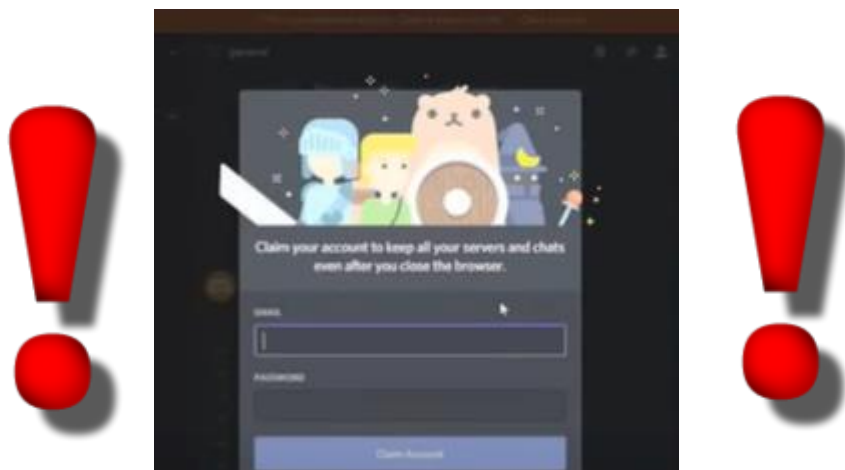 general
Claim your account to keep all your servers and chats
even after you close the browser.
EMAIL
PASSWORD
Claim Account